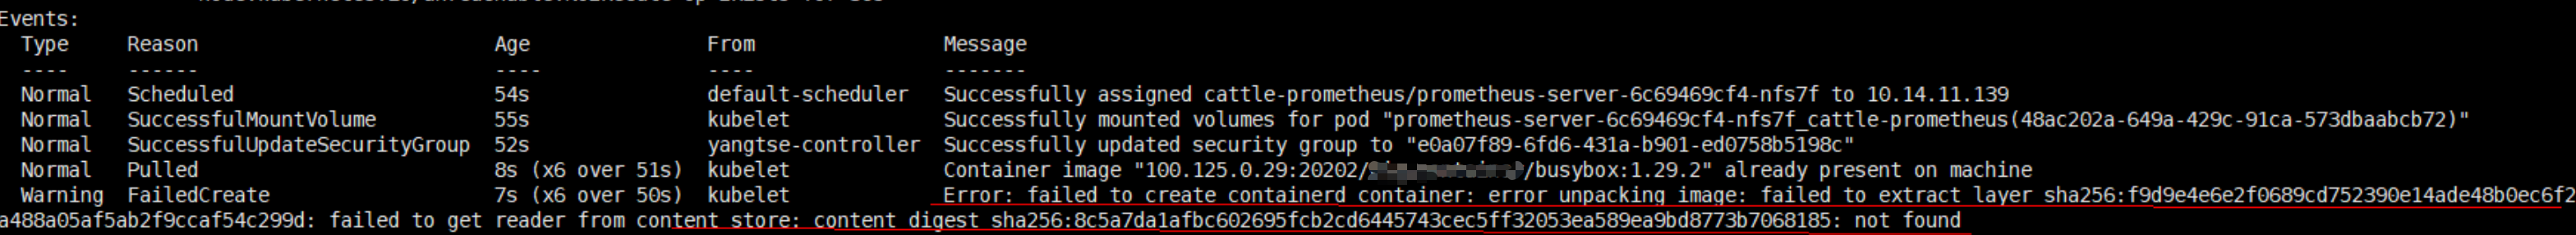 Events:
Type Reason Age From Message
---- ------ ---- ---- -------
Normal Scheduled 54s default-scheduler Successfully assigned cattle-prometheus/prometheus-server-6c69469cf4-nfs7f to 10.14.11.139
Normal SuccessfulMountVolume 55s kubelet Successfully mounted volumes for pod "prometheus-server-6c69469cf4-nfs7f_cattle-prometheus(48ac202a-649a-429c-91ca-573dbaabcb72)"
Normal SuccessfulUpdateSecurityGroup 52s yangtse-controller Successfully updated security group to "e0a07f89-6fd6-431a-b901-ed0758b5198c"
Normal Pulled 8s (x6 over 51s) kubelet Container image "100.125.0.29:20202/ /busybox:1.29.2" already present on machine
Warning FailedCreate 7s (x6 over 50s) kubelet Error: failed to create containerd container: error unpacking image: failed to extract layer sha256:f9d9e4e6e2f0689cd752390e14ade48b0ec6f2
a488a05af5ab2f9ccaf54c299d: failed to get reader from content store: content digest sha256:8c5a7da1afbc602695fcb2cd6445743cec5ff32053ea589ea9bd8773b7068185: not found